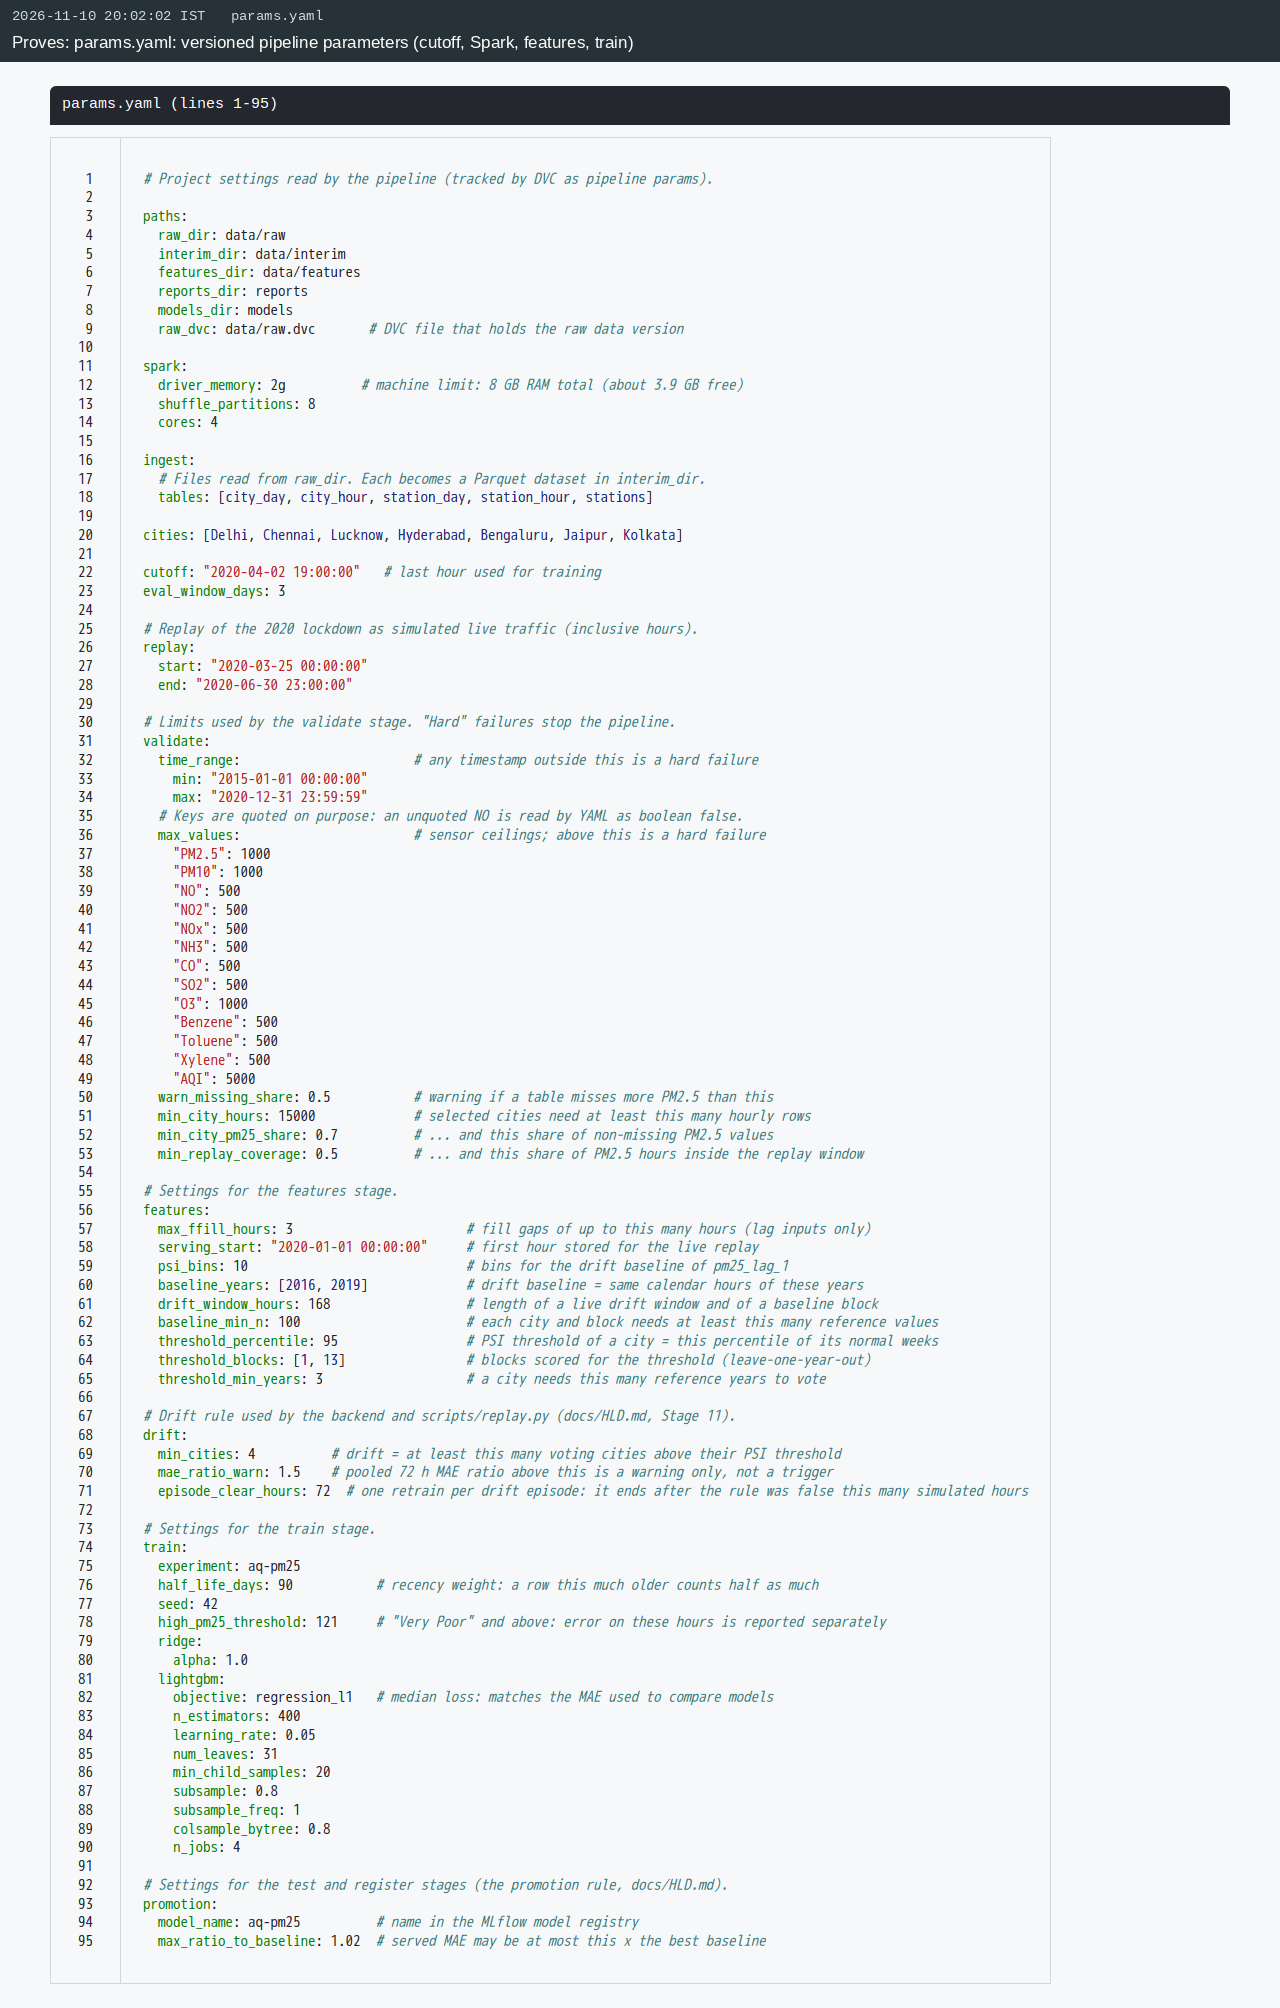 2026-11-10 20:02:02 IST   params.yaml
Proves: params.yaml: versioned pipeline parameters (cutoff, Spark, features, train)
params.yaml (lines 1-95)
1 # Project settings read by the pipeline (tracked by DVC as pipeline params).
2
3 paths:
4   raw_dir: data/raw
5   interim_dir: data/interim
6   features_dir: data/features
7   reports_dir: reports
8   models_dir: models
9   raw_dvc: data/raw.dvc       # DVC file that holds the raw data version
10
11 spark:
12   driver_memory: 2g          # machine limit: 8 GB RAM total (about 3.9 GB free)
13   shuffle_partitions: 8
14   cores: 4
15
16 ingest:
17   # Files read from raw_dir. Each becomes a Parquet dataset in interim_dir.
18   tables: [city_day, city_hour, station_day, station_hour, stations]
19
20 cities: [Delhi, Chennai, Lucknow, Hyderabad, Bengaluru, Jaipur, Kolkata]
21
22 cutoff: "2020-04-02 19:00:00"   # last hour used for training
23 eval_window_days: 3
24
25 # Replay of the 2020 lockdown as simulated live traffic (inclusive hours).
26 replay:
27   start: "2020-03-25 00:00:00"
28   end: "2020-06-30 23:00:00"
29
30 # Limits used by the validate stage. "Hard" failures stop the pipeline.
31 validate:
32   time_range:                       # any timestamp outside this is a hard failure
33     min: "2015-01-01 00:00:00"
34     max: "2020-12-31 23:59:59"
35   # Keys are quoted on purpose: an unquoted NO is read by YAML as boolean false.
36   max_values:                       # sensor ceilings; above this is a hard failure
37     "PM2.5": 1000
38     "PM10": 1000
39     "NO": 500
40     "NO2": 500
41     "NOx": 500
42     "NH3": 500
43     "CO": 500
44     "SO2": 500
45     "O3": 1000
46     "Benzene": 500
47     "Toluene": 500
48     "Xylene": 500
49     "AQI": 5000
50   warn_missing_share: 0.5           # warning if a table misses more PM2.5 than this
51   min_city_hours: 15000             # selected cities need at least this many hourly rows
52   min_city_pm25_share: 0.7          # ... and this share of non-missing PM2.5 values
53   min_replay_coverage: 0.5          # ... and this share of PM2.5 hours inside the replay window
54
55 # Settings for the features stage.
56 features:
57   max_ffill_hours: 3                       # fill gaps of up to this many hours (lag inputs only)
58   serving_start: "2020-01-01 00:00:00"     # first hour stored for the live replay
59   psi_bins: 10                             # bins for the drift baseline of pm25_lag_1
60   baseline_years: [2016, 2019]             # drift baseline = same calendar hours of these years
61   drift_window_hours: 168                  # length of a live drift window and of a baseline block
62   baseline_min_n: 100                      # each city and block needs at least this many reference values
63   threshold_percentile: 95                 # PSI threshold of a city = this percentile of its normal weeks
64   threshold_blocks: [1, 13]                # blocks scored for the threshold (leave-one-year-out)
65   threshold_min_years: 3                   # a city needs this many reference years to vote
66
67 # Drift rule used by the backend and scripts/replay.py (docs/HLD.md, Stage 11).
68 drift:
69   min_cities: 4          # drift = at least this many voting cities above their PSI threshold
70   mae_ratio_warn: 1.5    # pooled 72 h MAE ratio above this is a warning only, not a trigger
71   episode_clear_hours: 72  # one retrain per drift episode: it ends after the rule was false this many simulated hours
72
73 # Settings for the train stage.
74 train:
75   experiment: aq-pm25
76   half_life_days: 90           # recency weight: a row this much older counts half as much
77   seed: 42
78   high_pm25_threshold: 121     # "Very Poor" and above: error on these hours is reported separately
79   ridge:
80     alpha: 1.0
81   lightgbm:
82     objective: regression_l1   # median loss: matches the MAE used to compare models
83     n_estimators: 400
84     learning_rate: 0.05
85     num_leaves: 31
86     min_child_samples: 20
87     subsample: 0.8
88     subsample_freq: 1
89     colsample_bytree: 0.8
90     n_jobs: 4
91
92 # Settings for the test and register stages (the promotion rule, docs/HLD.md).
93 promotion:
94   model_name: aq-pm25          # name in the MLflow model registry
95   max_ratio_to_baseline: 1.02  # served MAE may be at most this x the best baseline